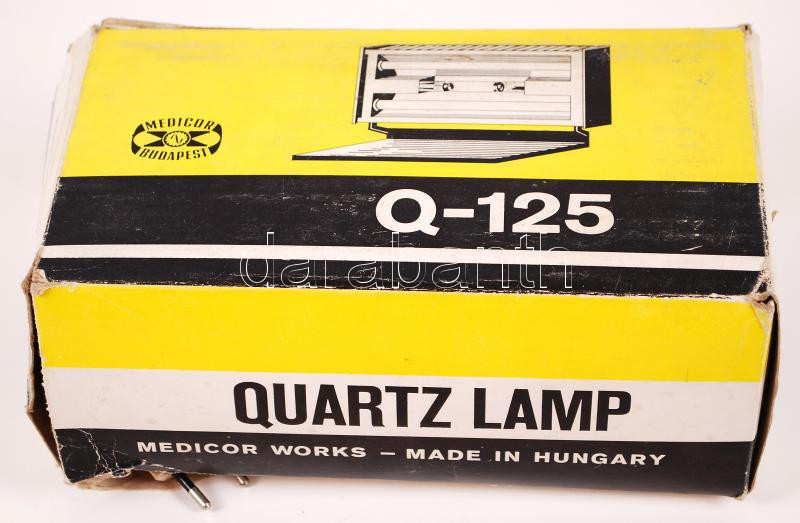 MEDICOR
BUDAPEST
Q-125
darabanth
QUARTZ LAMP
MEDICOR WORKS – MADE IN HUNGARY